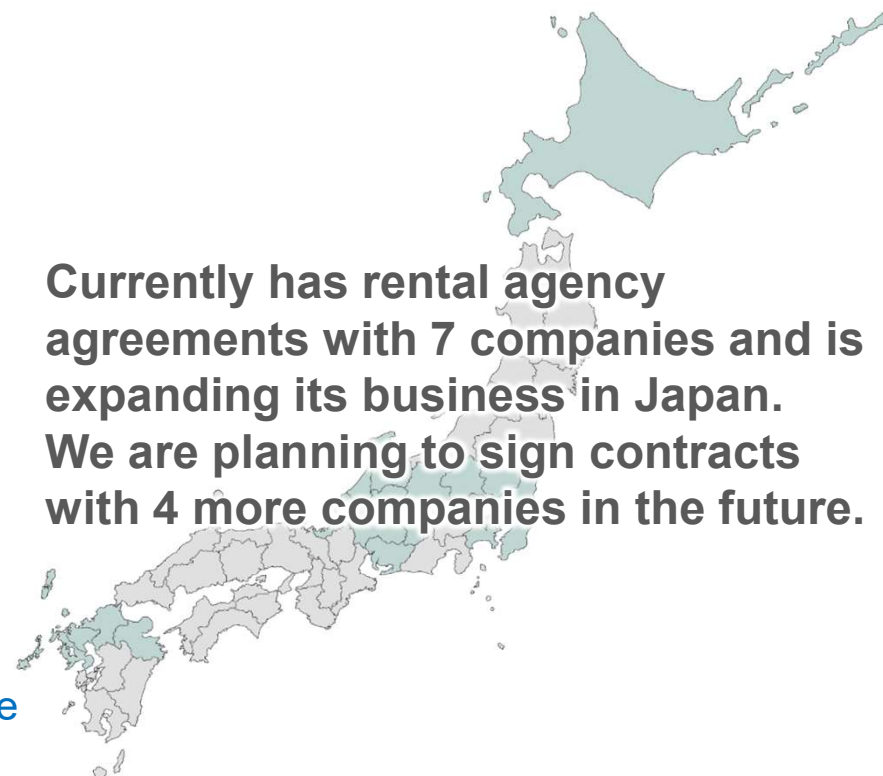 Currently has rental agency
agreements with 7 companies and is
expanding its business in Japan.
We are planning to sign contracts
with 4 more companies in the future.
e